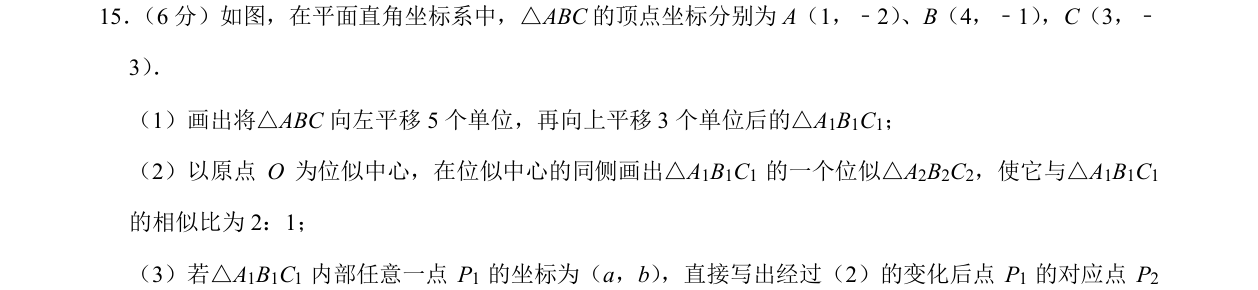 15.（6分）如图，在平面直角坐标系中，△ABC的顶点坐标分别为A（1，﹣2）、B（4，﹣1），C（3，﹣
3）．
（1）画出将△ABC向左平移5个单位，再向上平移3个单位后的△A₁B₁C₁；
（2）以原点 O 为位似中心，在位似中心的同侧画出△A₁B₁C₁的一个位似△A₂B₂C₂，使它与△A₁B₁C₁
的相似比为2：1；
（3）若△A₁B₁C₁内部任意一点 P₁的坐标为（a，b），直接写出经过（2）的变化后点 P₁的对应点 P₂